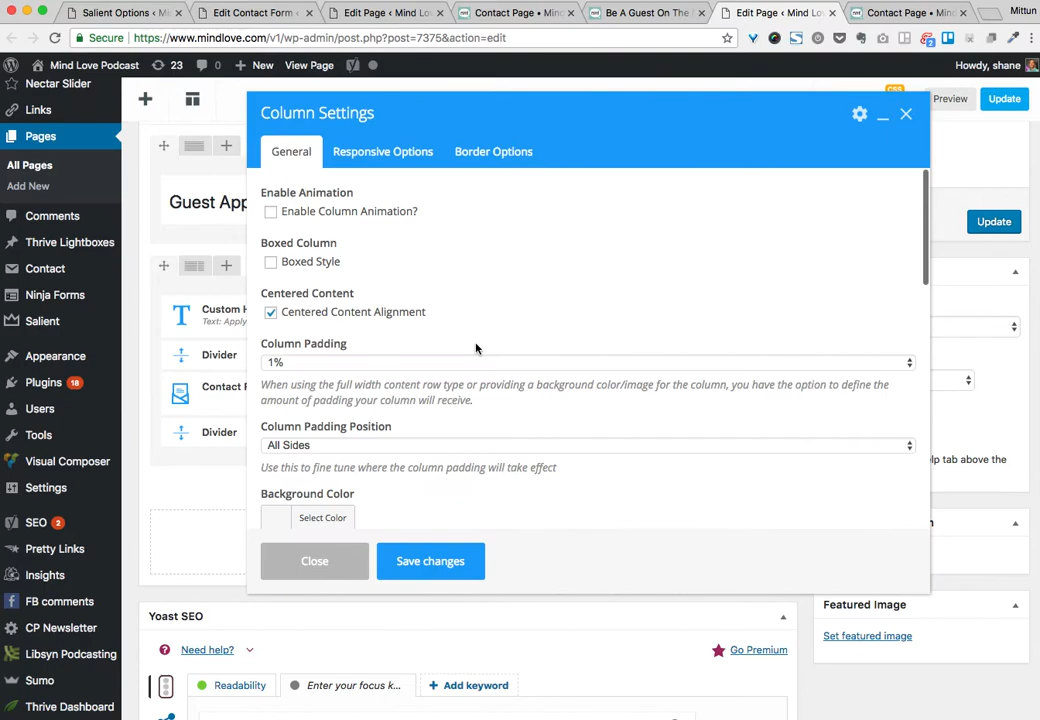 Salient Options ‹ M
Edit Contact Form ‹
Edit Page ‹ Mind Lov
Contact Page • Mind
Be A Guest On The M
Edit Page ‹ Mind Lov
Contact Page • Mind
Mittun
Secure
https://www.mindlove.com/v1/wp-admin/post.php?post=7375&action=edit
Mind Love Podcast
23
1
New
View Page
Howdy, shane
Nectar Slider
Links
Pages
All Pages
Add New
Comments
Thrive Lightboxes
Contact
Ninja Forms
Salient
Appearance
Plugins 18
Users
Tools
Visual Composer
Settings
SEO 2
Pretty Links
Insights
FB comments
CP Newsletter
Libsyn Podcasting
Sumo
Thrive Dashboard
CSS
Preview
Update
Guest App
Custom H
Text: Apply
Divider
Contact F
Divider
Column Settings
General
Responsive Options
Border Options
Enable Animation
Enable Column Animation?
Boxed Column
Boxed Style
Centered Content
Centered Content Alignment
Column Padding
1%
When using the full width content row type or providing a background color/image for the column, you have the option to define the
amount of padding your column will receive.
Column Padding Position
All Sides
Use this to fine tune where the column padding will take effect
Background Color
Select Color
Close
Save changes
Update
elp tab above the
Yoast SEO
Need help?
Go Premium
Readability
Enter your focus k...
Add keyword
Featured Image
Set featured image